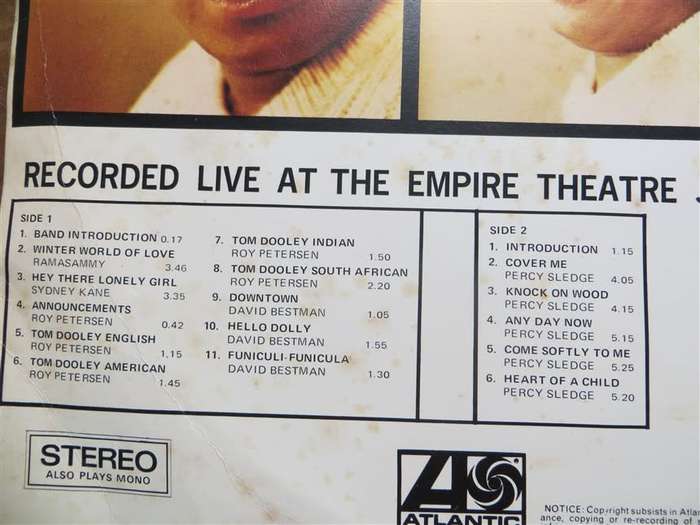 RECORDED LIVE AT THE EMPIRE THEATRE
SIDE 1
1. BAND INTRODUCTION 0.17
2. WINTER WORLD OF LOVE
RAMASAMMY 3.46
3. HEY THERE LONELY GIRL
SYDNEY KANE 3.35
4. ANNOUNCEMENTS
ROY PETERSEN 0.42
5. TOM DOOLEY ENGLISH
ROY PETERSEN 1.15
6. TOM DOOLEY AMERICAN
ROY PETERSEN 1.45
7. TOM DOOLEY INDIAN
ROY PETERSEN 1.50
8. TOM DOOLEY SOUTH AFRICAN
ROY PETERSEN 2.20
9. DOWNTOWN
DAVID BESTMAN 1.05
10. HELLO DOLLY
DAVID BESTMAN 1.55
11. FUNICULI-FUNICULA
DAVID BESTMAN 1.30
SIDE 2
1. INTRODUCTION 1.15
2. COVER ME
PERCY SLEDGE 4.05
3. KNOCK ON WOOD
PERCY SLEDGE 4.15
4. ANY DAY NOW
PERCY SLEDGE 5.15
5. COME SOFTLY TO ME
PERCY SLEDGE 5.25
6. HEART OF A CHILD
PERCY SLEDGE 5.20
STEREO
ALSO PLAYS MONO
ATLANTIC
NOTICE: Copyright subsists in Atlantic
ance, copying or re-recording of